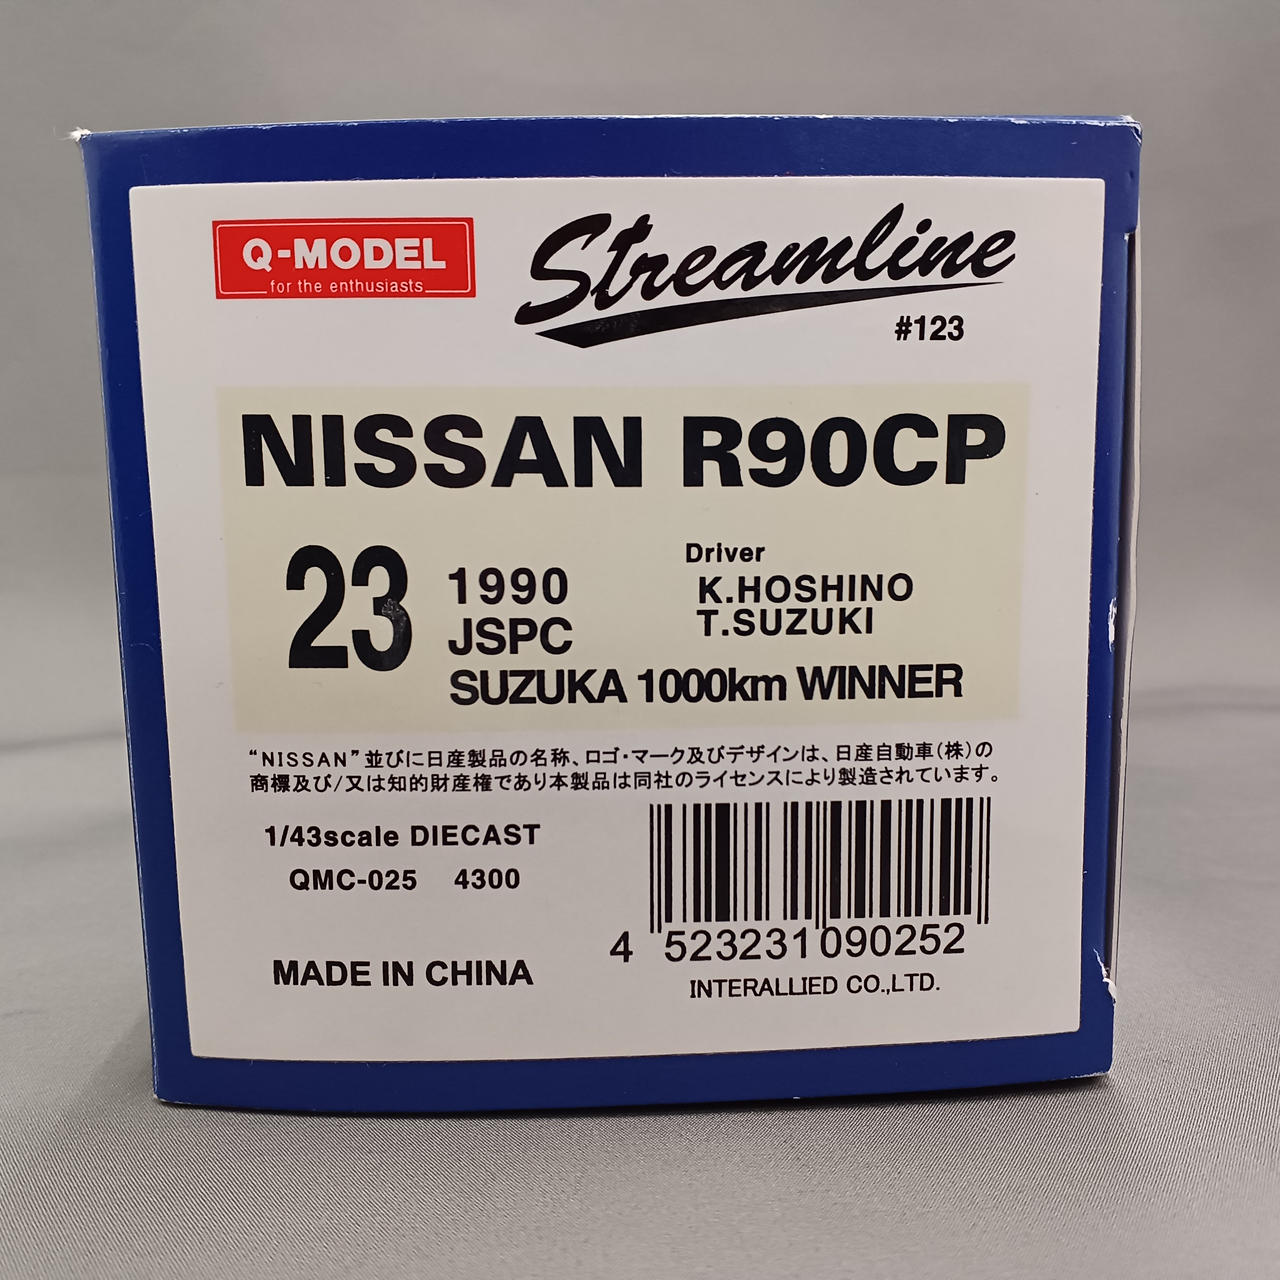 Q-MODEL
for the enthusiasts
Streamline
#123
NISSAN R90CP
23
1990
JSPC
SUZUKA 1000km WINNER
Driver
K.HOSHINO
T.SUZUKI
“NISSAN”並びに日産製品の名称、ロゴ・マーク及びデザインは、日産自動車(株)の
商標及び/又は知的財産権であり本製品は同社のライセンスにより製造されています。
1/43scale DIECAST
QMC-025 4300
MADE IN CHINA
4 523231 090252
INTERALLIED CO.,LTD.